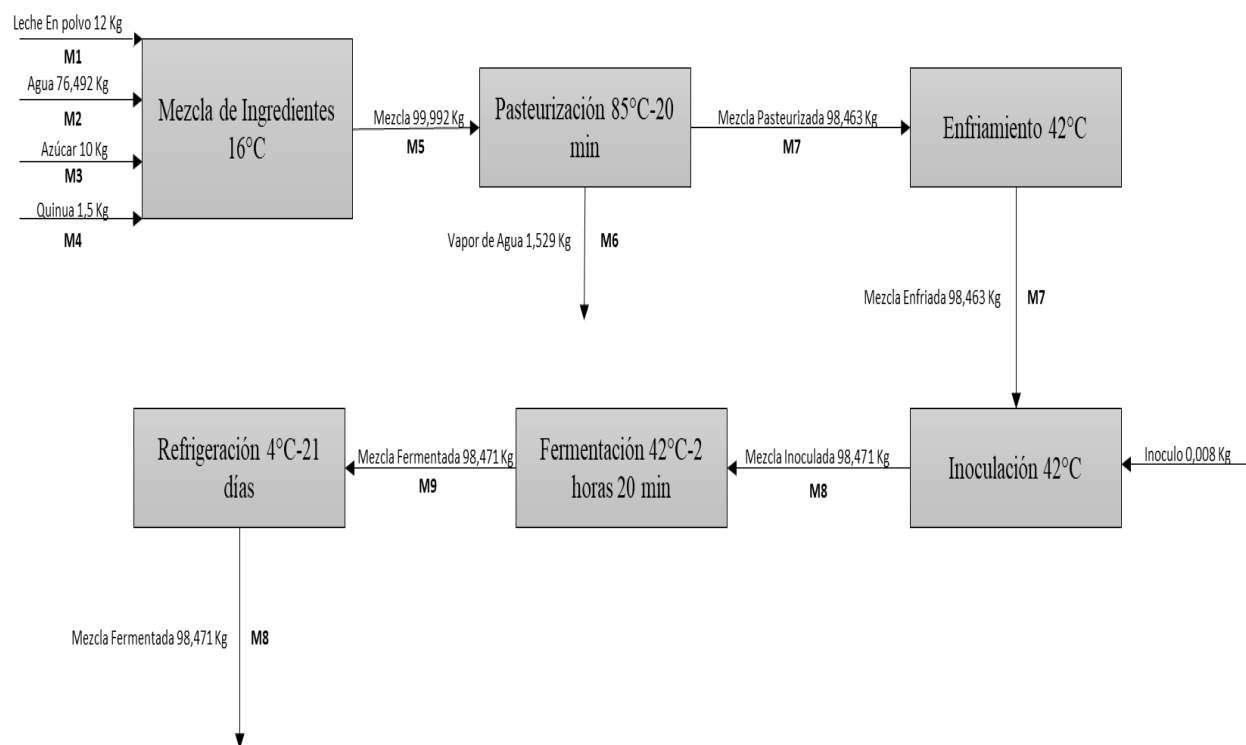 Leche En polvo 12 Kg
M1
Agua 76,492 Kg
M2
Azúcar 10 Kg
M3
Quinua 1,5 Kg
M4
Mezcla de Ingredientes
16°C
Mezcla 99,992 Kg
M5
Pasteurización 85°C-20
min
Vapor de Agua 1,529 Kg
M6
Mezcla Pasteurizada 98,463 Kg
M7
Enfriamiento 42°C
Mezcla Enfriada 98,463 Kg
M7
Inoculación 42°C
Inoculo 0,008 Kg
Mezcla Inoculada 98,471 Kg
M8
Fermentación 42°C-2
horas 20 min
Mezcla Fermentada 98,471 Kg
M9
Refrigeración 4°C-21
días
Mezcla Fermentada 98,471 Kg
M8